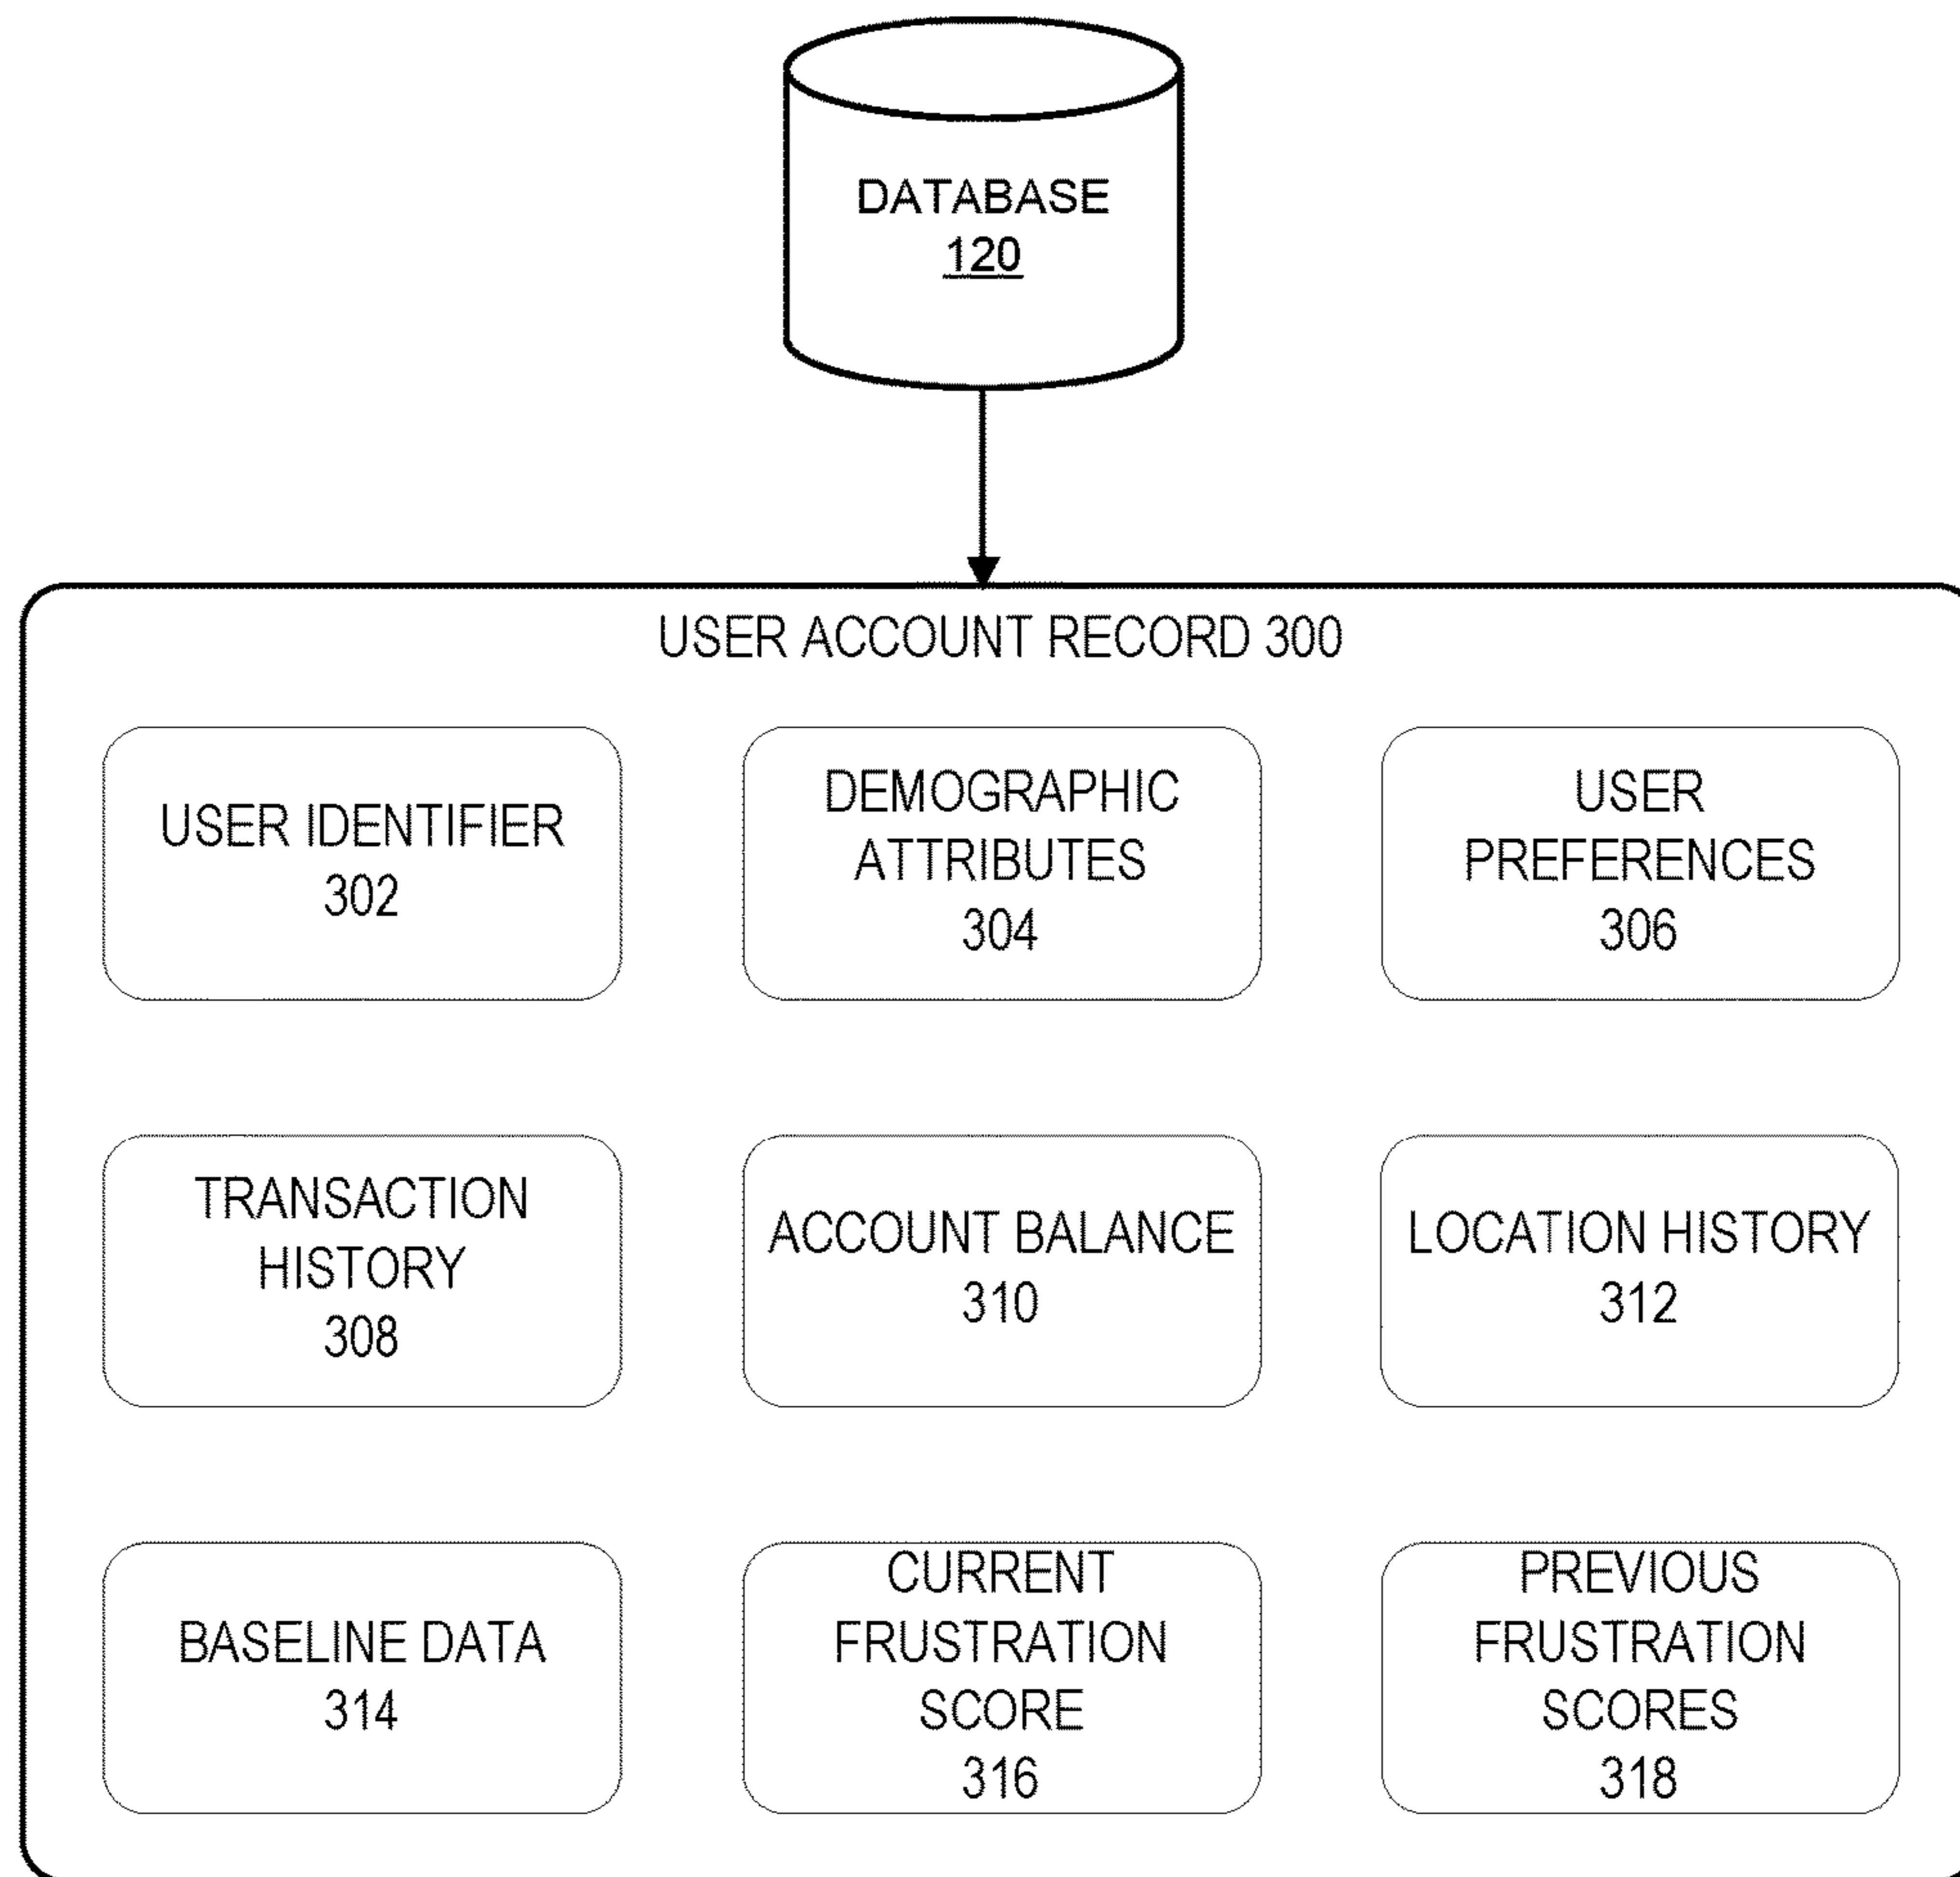 DATABASE
120
USER ACCOUNT RECORD 300
USER IDENTIFIER
302
DEMOGRAPHIC
ATTRIBUTES
304
USER
PREFERENCES
306
TRANSACTION
HISTORY
308
ACCOUNT BALANCE
310
LOCATION HISTORY
312
BASELINE DATA
314
CURRENT
FRUSTRATION
SCORE
316
PREVIOUS
FRUSTRATION
SCORES
318